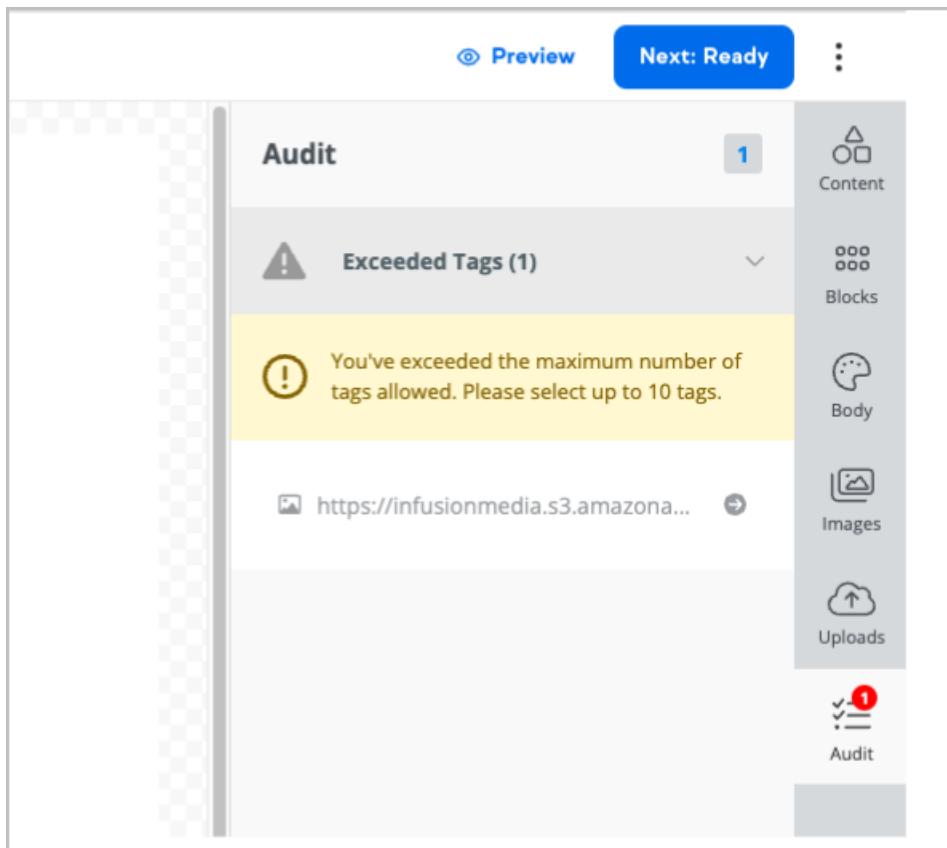 Preview
Next: Ready
Audit
1
Exceeded Tags (1)
You've exceeded the maximum number of
tags allowed. Please select up to 10 tags.
https://infusionmedia.s3.amazona...
Content
Blocks
Body
Images
Uploads
1
Audit